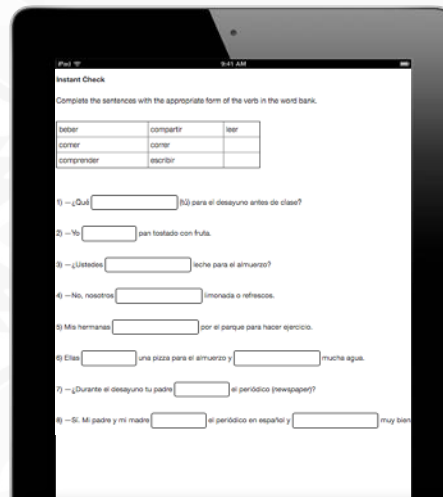 iPad 9:41 AM
Instant Check
Complete the sentences with the appropriate form of the verb in the word bank.
beber compartir leer
comer correr
comprender escribir
1) —¿Qué (tú) para el desayuno antes de clase?
2) —Yo pan tostado con fruta.
3) —¿Ustedes leche para el almuerzo?
4) —No, nosotros limonada o refrescos.
5) Mis hermanas por el parque para hacer ejercicio.
6) Ellas una pizza para el almuerzo y mucha agua.
7) —¿Durante el desayuno tu padre el periódico (newspaper)?
8) —Sí. Mi padre y mi madre el periódico en español y muy bien